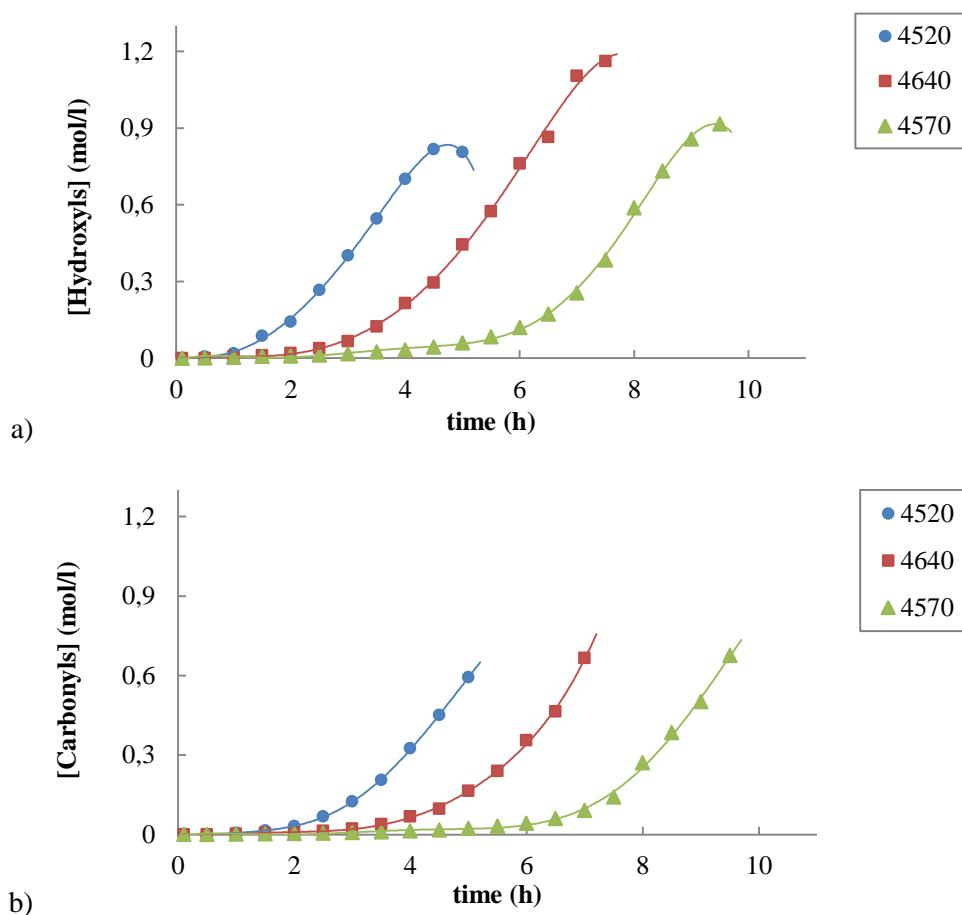 1,2
0,9
0,6
0,3
0
[Hydroxyls] (mol/l)
0 2 4 6 8 10
time (h)
4520
4640
4570
a)
1,2
0,9
0,6
0,3
0
[Carbonyls] (mol/l)
0 2 4 6 8 10
time (h)
4520
4640
4570
b)